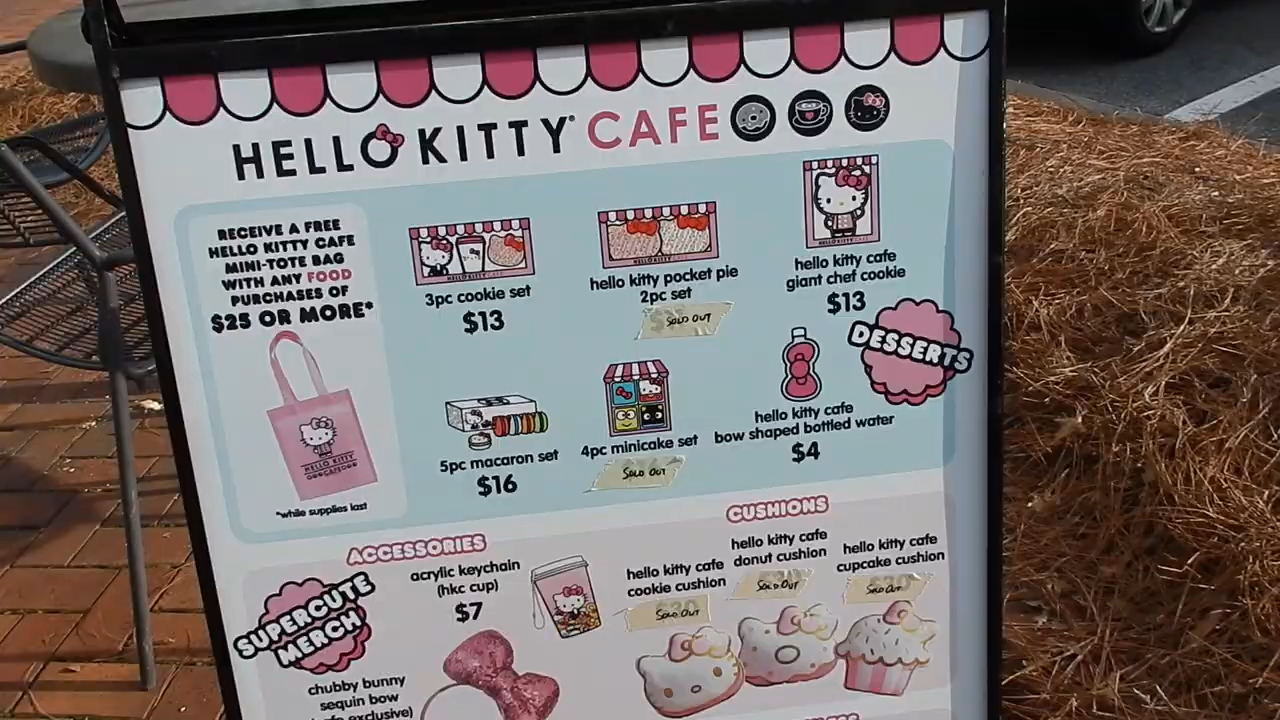 HELLO KITTY CAFE
RECEIVE A FREE
HELLO KITTY CAFE
MINI-TOTE BAG
WITH ANY FOOD
PURCHASES OF
$25 OR MORE*
HELLO KITTY
CAFE
*while supplies last
3pc cookie set
$13
hello kitty pocket pie
2pc set
SOLD OUT
hello kitty cafe
giant chef cookie
$13
DESSERTS
5pc macaron set
$16
4pc minicake set
SOLD OUT
hello kitty cafe
bow shaped bottled water
$4
ACCESSORIES
SUPERCUTE
MERCH
acrylic keychain
(hkc cup)
$7
chubby bunny
sequin bow
exclusive)
CUSHIONS
hello kitty cafe
cookie cushion
SOLD OUT
hello kitty cafe
donut cushion
SOLD OUT
hello kitty cafe
cupcake cushion
SOLD OUT